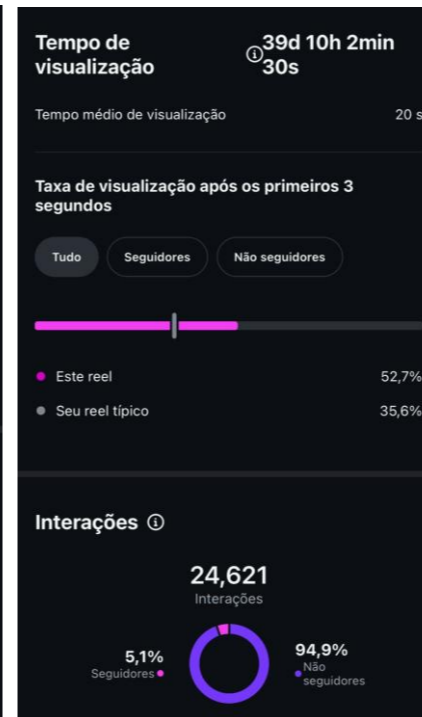 Tempo de visualização
39d 10h 2min 30s
Tempo médio de visualização 20 s
Taxa de visualização após os primeiros 3
segundos
Tudo Seguidores Não seguidores
Este reel 52,7%
Seu reel típico 35,6%
Interações
24,621
Interações
5,1%
Seguidores
94,9%
Não
seguidores